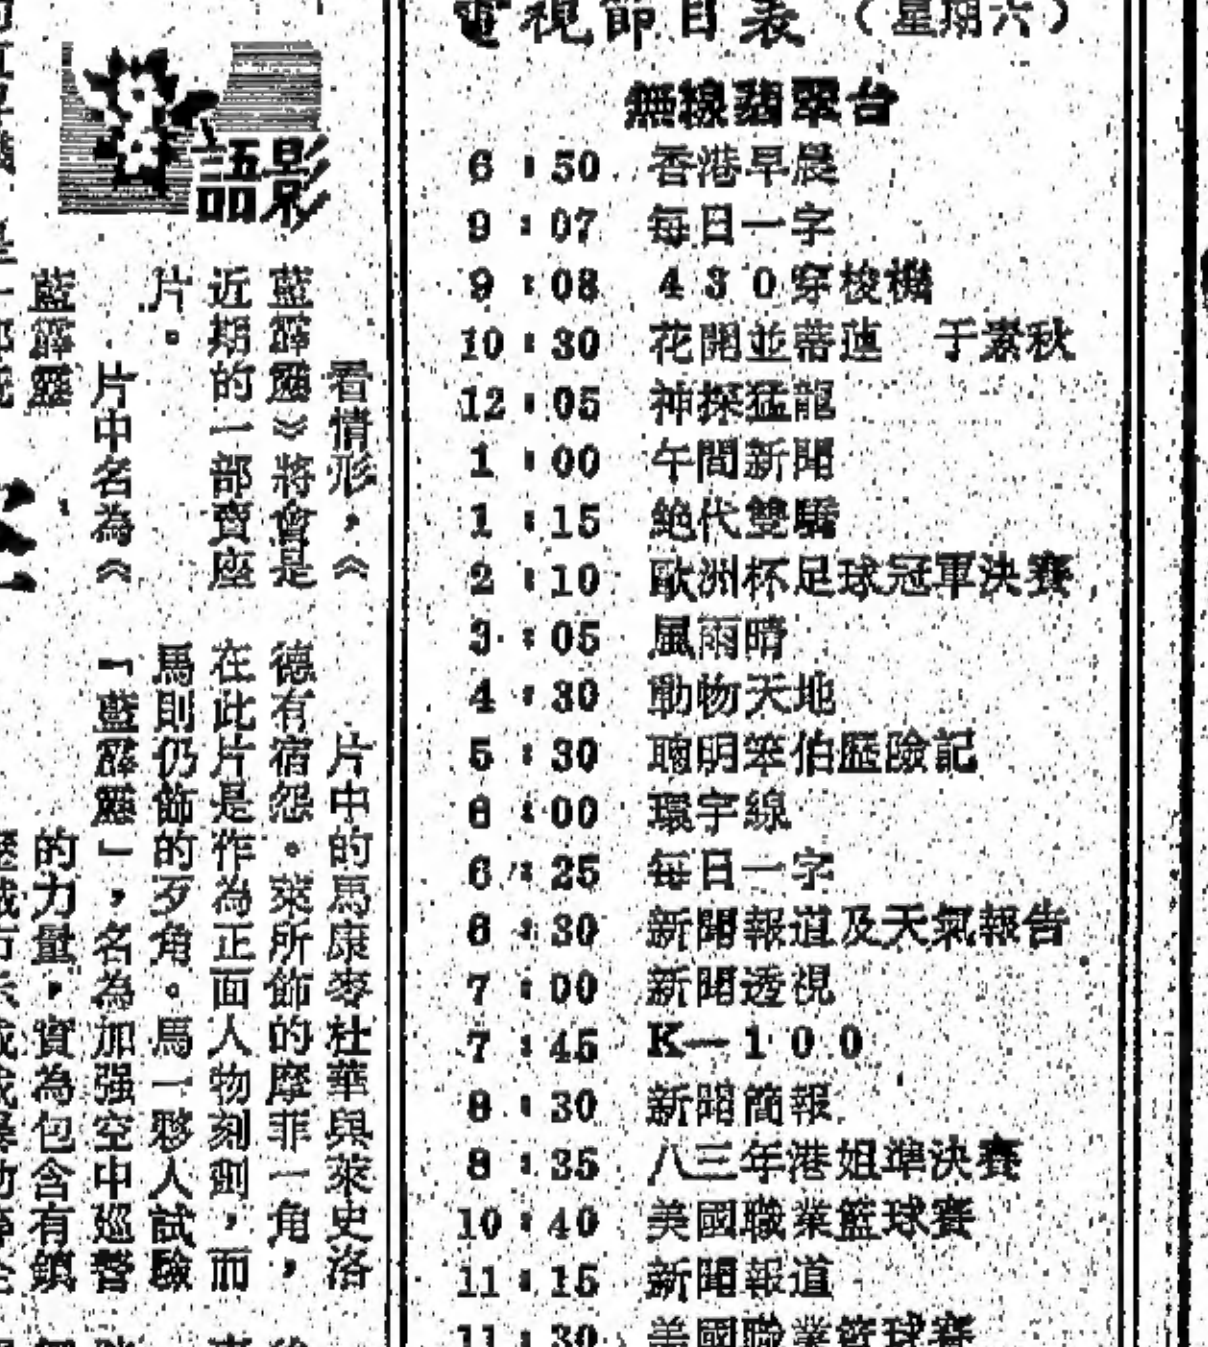 電視節目表（星期六）
無線翡翠台
6：50 香港早晨
9：07 每日一字
9：08 430穿梭機
10：30 花開並蒂蓮 于素秋
12：05 神探猛龍
1：00 午間新聞
1：15 絕代雙驕
2：10 歐洲杯足球冠軍決賽
3：05 風雨晴
4：30 動物天地
5：30 聰明笨伯歷險記
6：00 環宇線
6：25 每日一字
6：30 新聞報道及天氣報告
7：00 新聞透視
7：45 K—100
8：30 新聞簡報
8：35 八三年港姐準決賽
10：40 美國職業籃球賽
11：15 新聞報道
11：30 美國職業籃球賽
影語
看情形，《
藍霹靂》將會是
近期的一部賣座
片。
片中名為《
藍霹靂
片中的馬康麥杜華與萊史洛
德有宿怨。萊所飾的摩菲一角，
在此片是作為正面人物刻劃，而
馬則仍飾的歹角。馬一夥人試驗
「藍霹靂」，名為加强空中巡警
的力量，實為包含有鎮